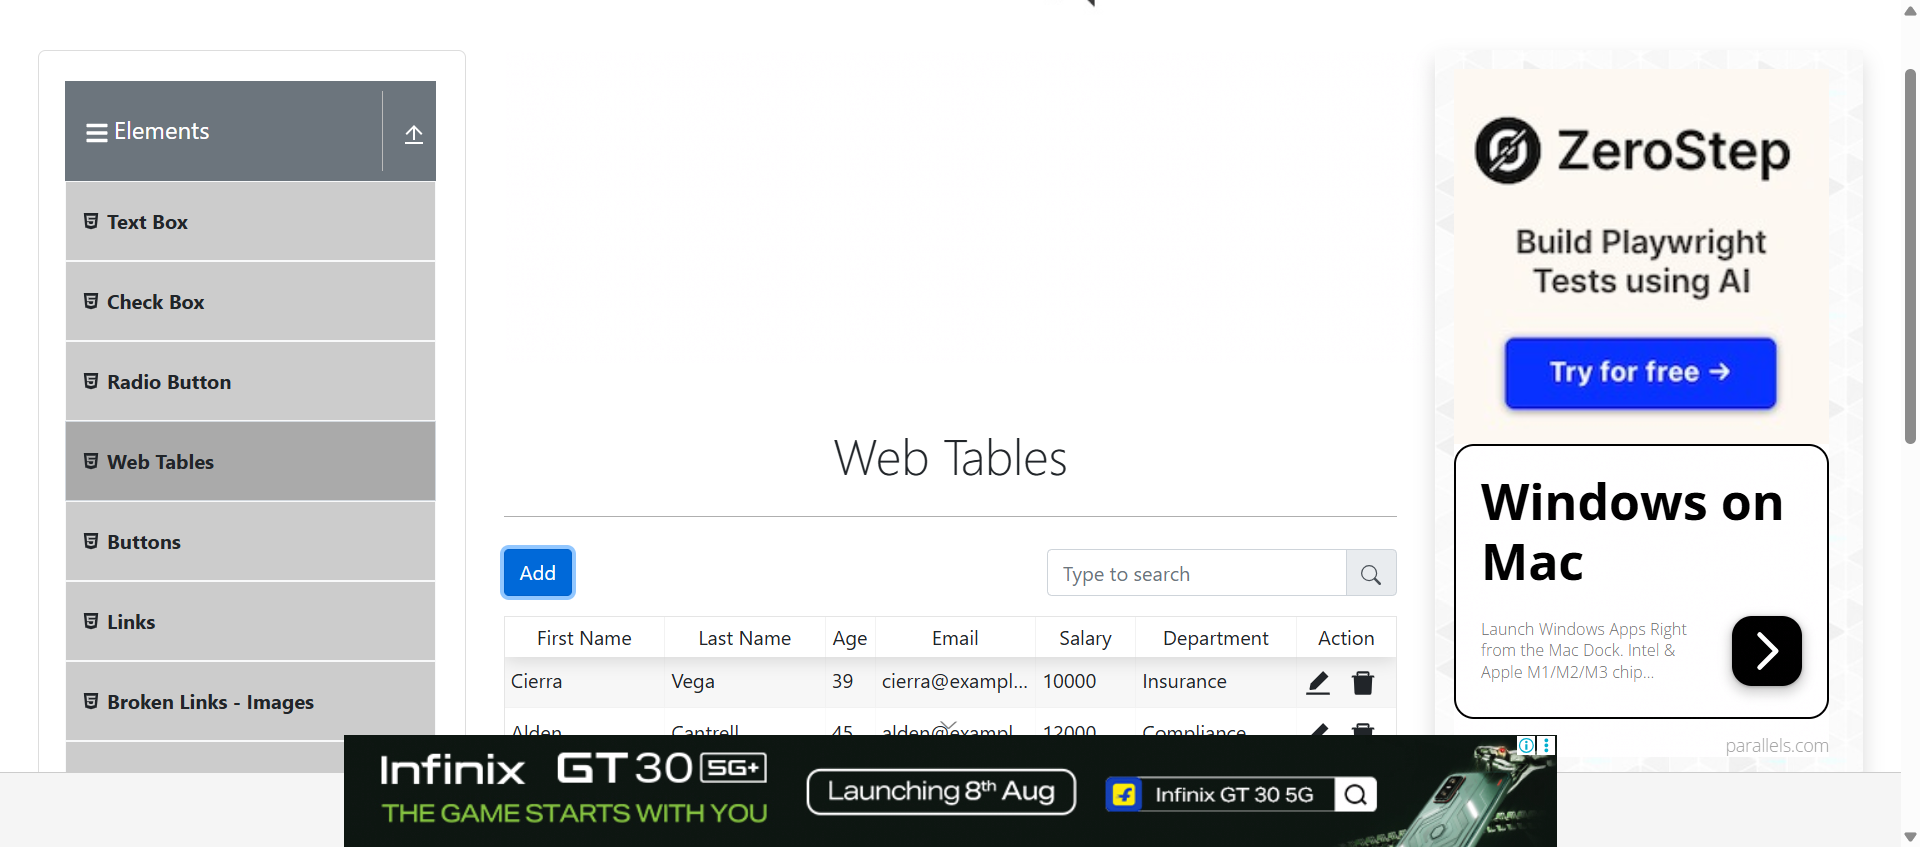 Elements
Text Box
Check Box
Radio Button
Web Tables
Buttons
Links
Broken Links - Images
Web Tables
Add
Type to search
First Name Last Name Age Email Salary Department Action
Cierra Vega 39 cierra@exampl... 10000 Insurance
Alden Cantrell 45 alden@exampl... 12000 Compliance
ZeroStep
Build Playwright
Tests using AI
Try for free →
Windows on
Mac
Launch Windows Apps Right
from the Mac Dock. Intel &
Apple M1/M2/M3 chip...
parallels.com
Infinix GT 30 5G+
THE GAME STARTS WITH YOU
Launching 8th Aug
Infinix GT 30 5G